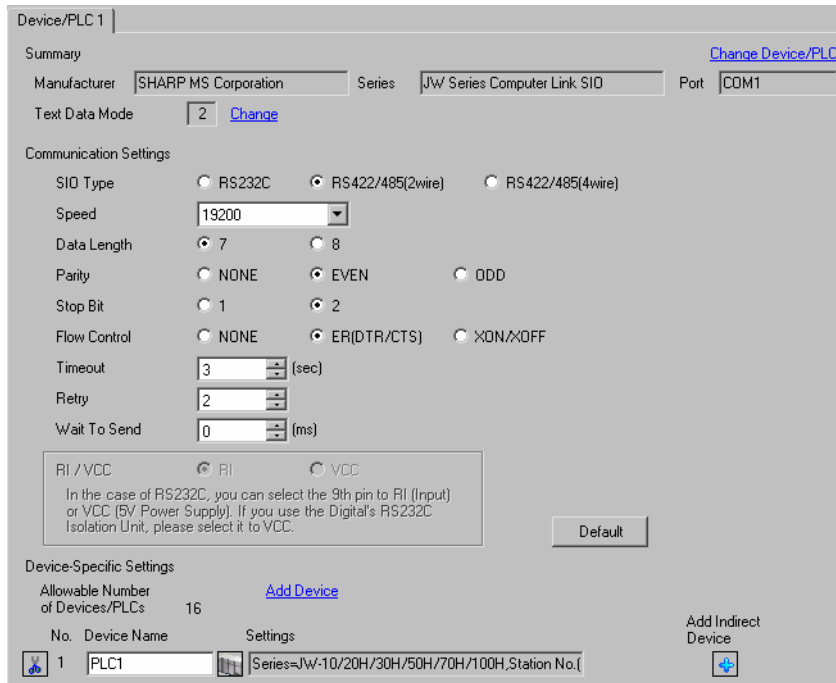 Device/PLC 1
Summary
Change Device/PLC
Manufacturer SHARP MS Corporation Series JW Series Computer Link SIO Port COM1
Text Data Mode 2 Change
Communication Settings
SIO Type RS232C RS422/485(2wire) RS422/485(4wire)
Speed 19200
Data Length 7 8
Parity NONE EVEN ODD
Stop Bit 1 2
Flow Control NONE ER(DTR/CTS) XON/XOFF
Timeout 3 (sec)
Retry 2
Wait To Send 0 (ms)
RI / VCC RI VCC
In the case of RS232C, you can select the 9th pin to RI (Input)
or VCC (5V Power Supply). If you use the Digital's RS232C
Isolation Unit, please select it to VCC.
Default
Device-Specific Settings
Allowable Number
of Devices/PLCs 16
Add Device
Add Indirect
Device
No. Device Name Settings
1 PLC1 Series=JW-10/20H/30H/50H/70H/100H,Station No.(